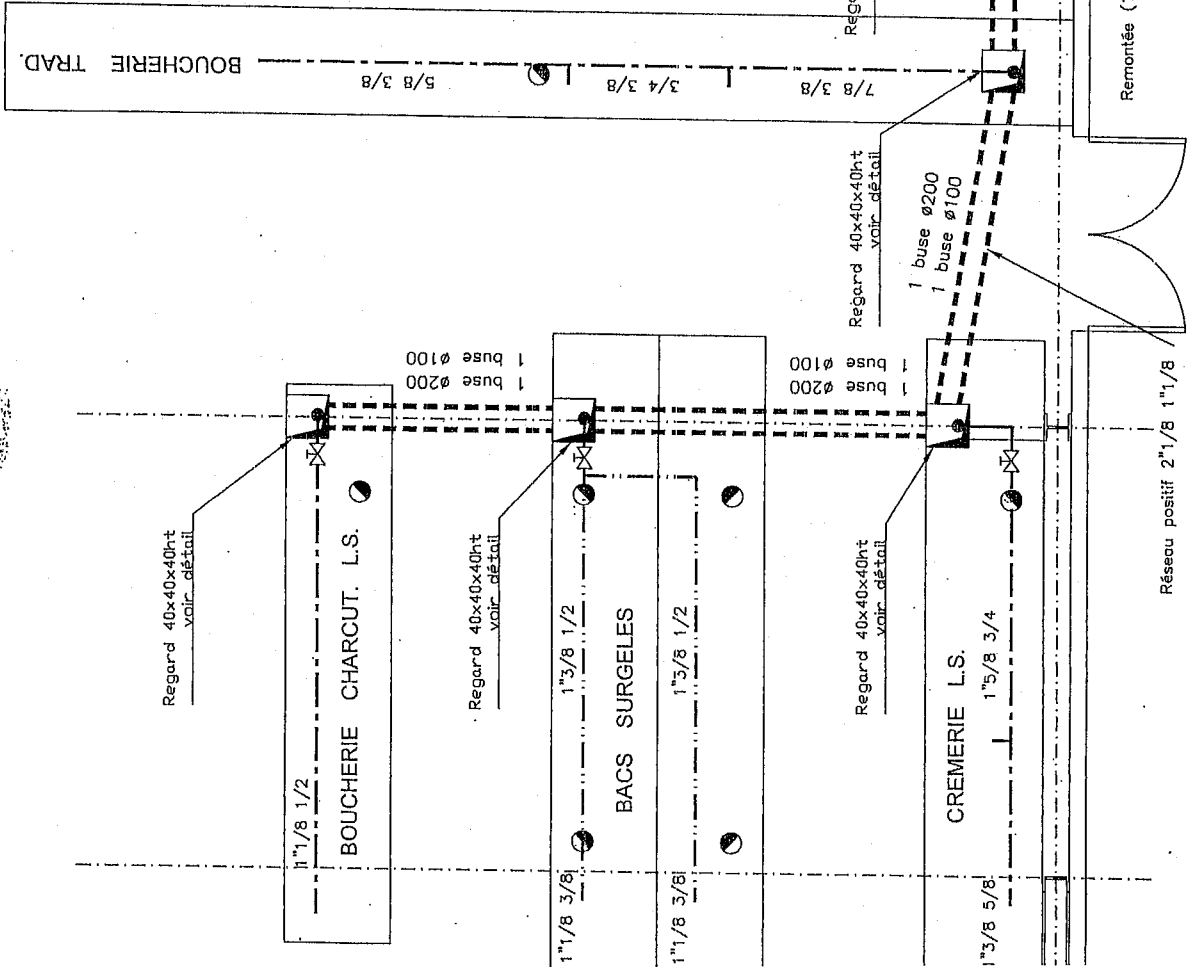 BOUCHERIE TRAD.
5/8 3/8
3/4 3/8
7/8 3/8
Remontée (
Regard 40x40x40ht
voir détail
1 buse ø200
1 buse ø100
1 buse ø200
1 buse ø100
1 buse ø200
1 buse ø100
Regard 40x40x40ht
voir détail
1"1/8 1/2
BOUCHERIE CHARCUT. L.S.
Regard 40x40x40ht
voir détail
1"3/8 1/2
BACS SURGELES
1"3/8 1/2
1"1/8 3/8
1"1/8 3/8
Regard 40x40x40ht
voir détail
CREMERIE L.S.
1"5/8 3/4
1"3/8 5/8
Réseau positif 2"1/8 1"1/8